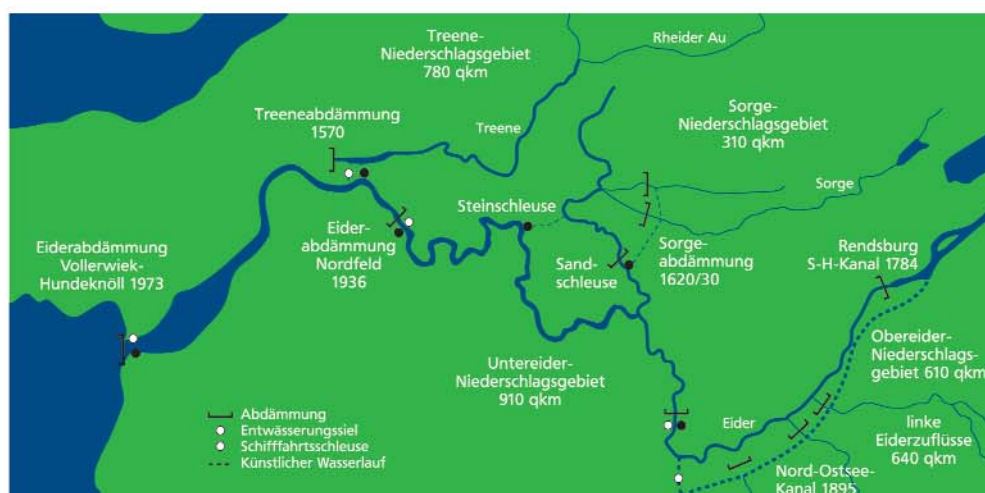 Treene-
Niederschlagsgebiet
780 qkm
Rheider Au
Treeneabdämmung
1570
Treene
Sorge-
Niederschlagsgebiet
310 qkm
Sorge
Steinschleuse
Eider-
abdämmung
Nordfeld
1936
Eiderabdämmung
Vollerwiek-
Hundeknöll 1973
Sand-
schleuse
Sorge-
abdämmung
1620/30
Rendsburg
S-H-Kanal 1784
Obereider-
Niederschlags-
gebiet 610 qkm
Untereider-
Niederschlagsgebiet
910 qkm
Abdämmung
Entwässerungssiel
Schifffahrtsschleuse
Künstlicher Wasserlauf
Eider
linke
Eiderzuflüsse
640 qkm
Nord-Ostsee-
Kanal 1895